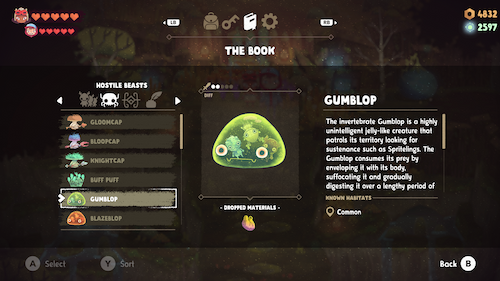 LB
RB
4832
2597
THE BOOK
HOSTILE BEASTS
GLOOMCAP
BLOOPCAP
KNIGHTCAP
BUFF PUFF
GUMBLOP
BLAZEBLOP
DIFF
- DROPPED MATERIALS -
GUMBLOP
The invertebrate Gumblop is a highly
unintelligent jelly-like creature that
patrols its territory looking for
sustenance such as Spritelings. The
Gumblop consumes its prey by
enveloping it with its body,
suffocating it and gradually
digesting it over a lengthy period of
KNOWN HABITATS
Common
A Select
Y Sort
Back B